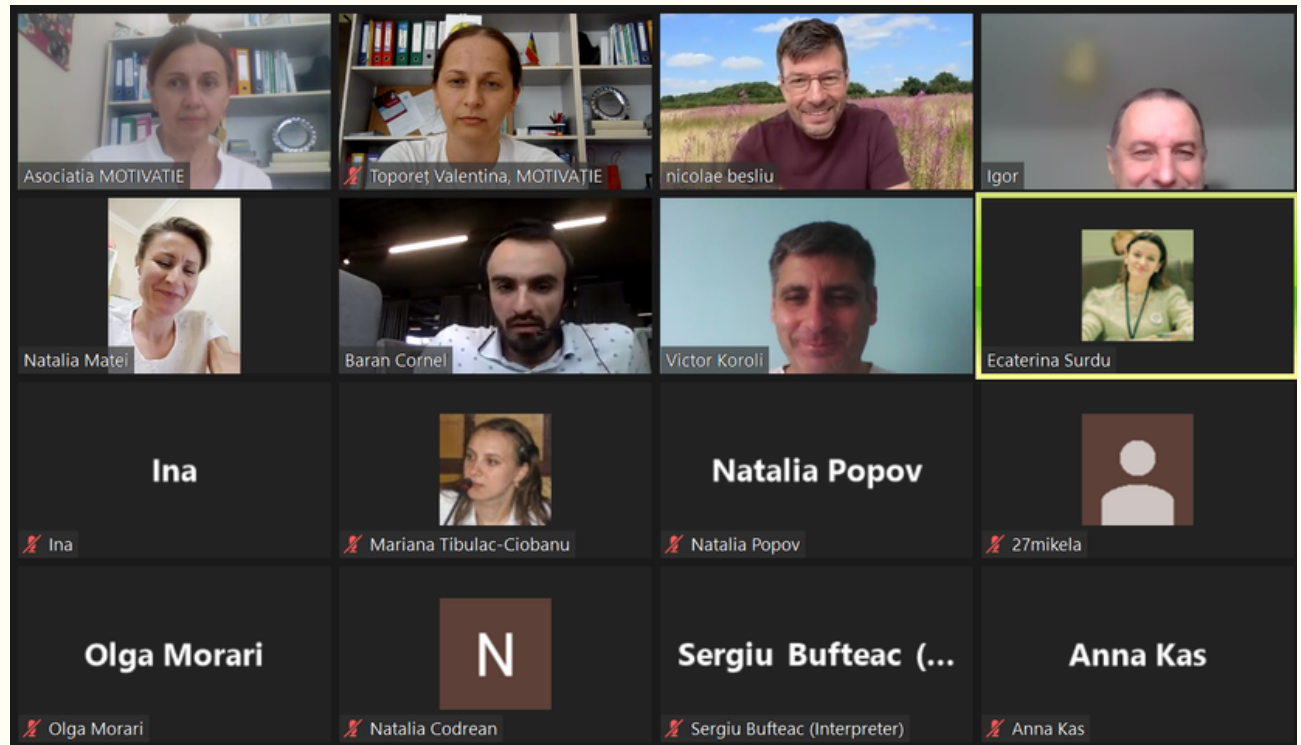 Asociatia MOTIVATIE
Toporeț Valentina, MOTIVAȚIE
nicolae besliu
Igor
Natalia Matei
Baran Cornel
Victor Koroli
Ecaterina Surdu
Ina
Ina
Mariana Tibulac-Ciobanu
Natalia Popov
Natalia Popov
27mikela
Olga Morari
Olga Morari
N
Natalia Codrean
Sergiu Bufteac (...
Sergiu Bufteac (Interpreter)
Anna Kas
Anna Kas